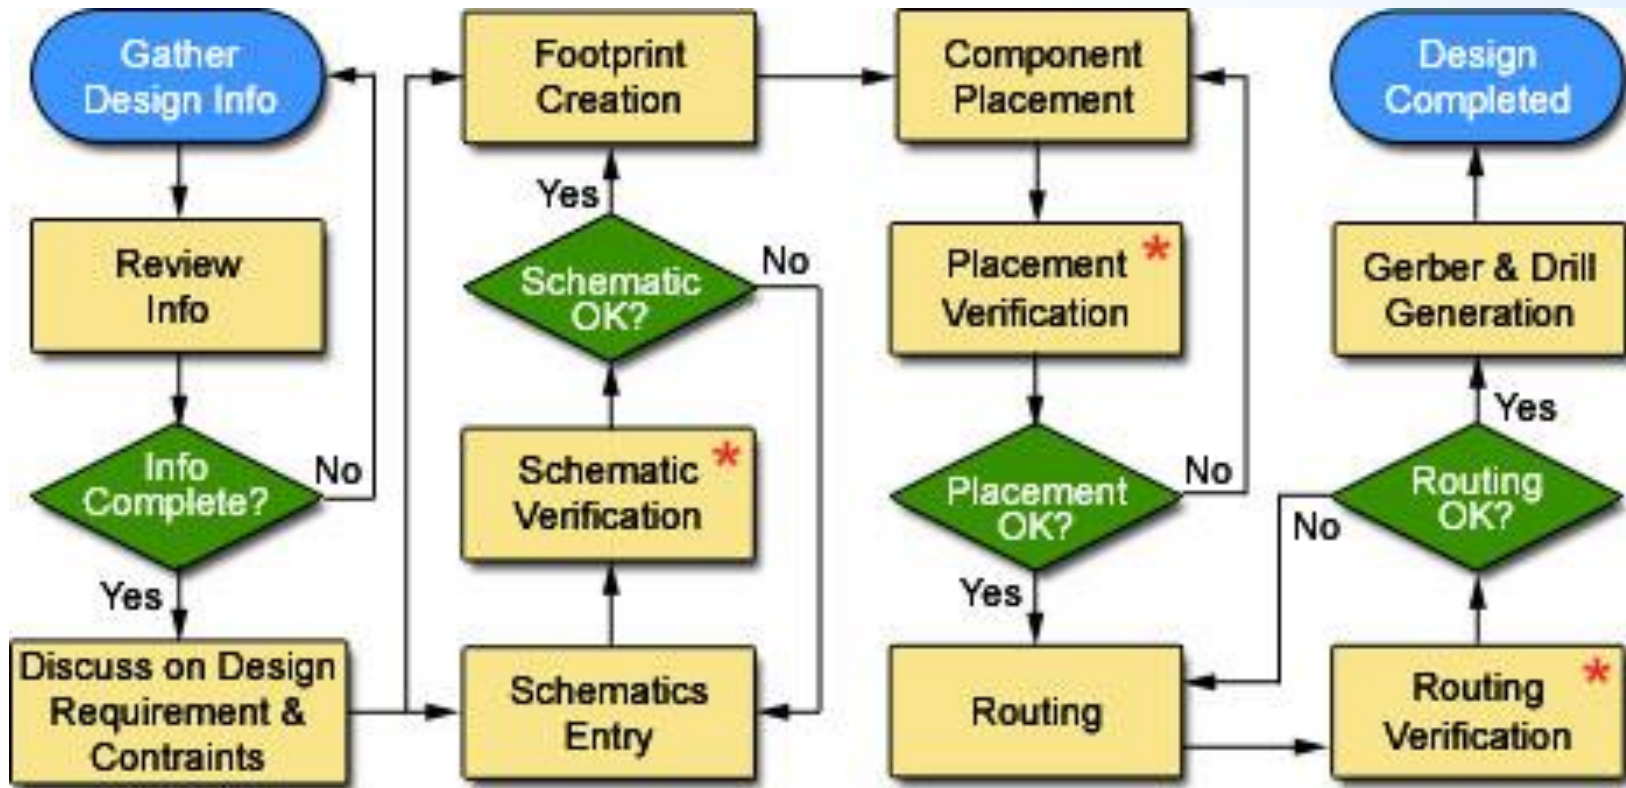 Gather
Design Info
Review
Info
Info
Complete?
No
Yes
Discuss on Design
Requirement &
Contraints
Footprint
Creation
Yes
Schematic
OK?
No
Schematic *
Verification
Schematics
Entry
Component
Placement
Placement *
Verification
Placement
OK?
No
Yes
Routing
Design
Completed
Gerber & Drill
Generation
Yes
Routing
OK?
No
Routing *
Verification